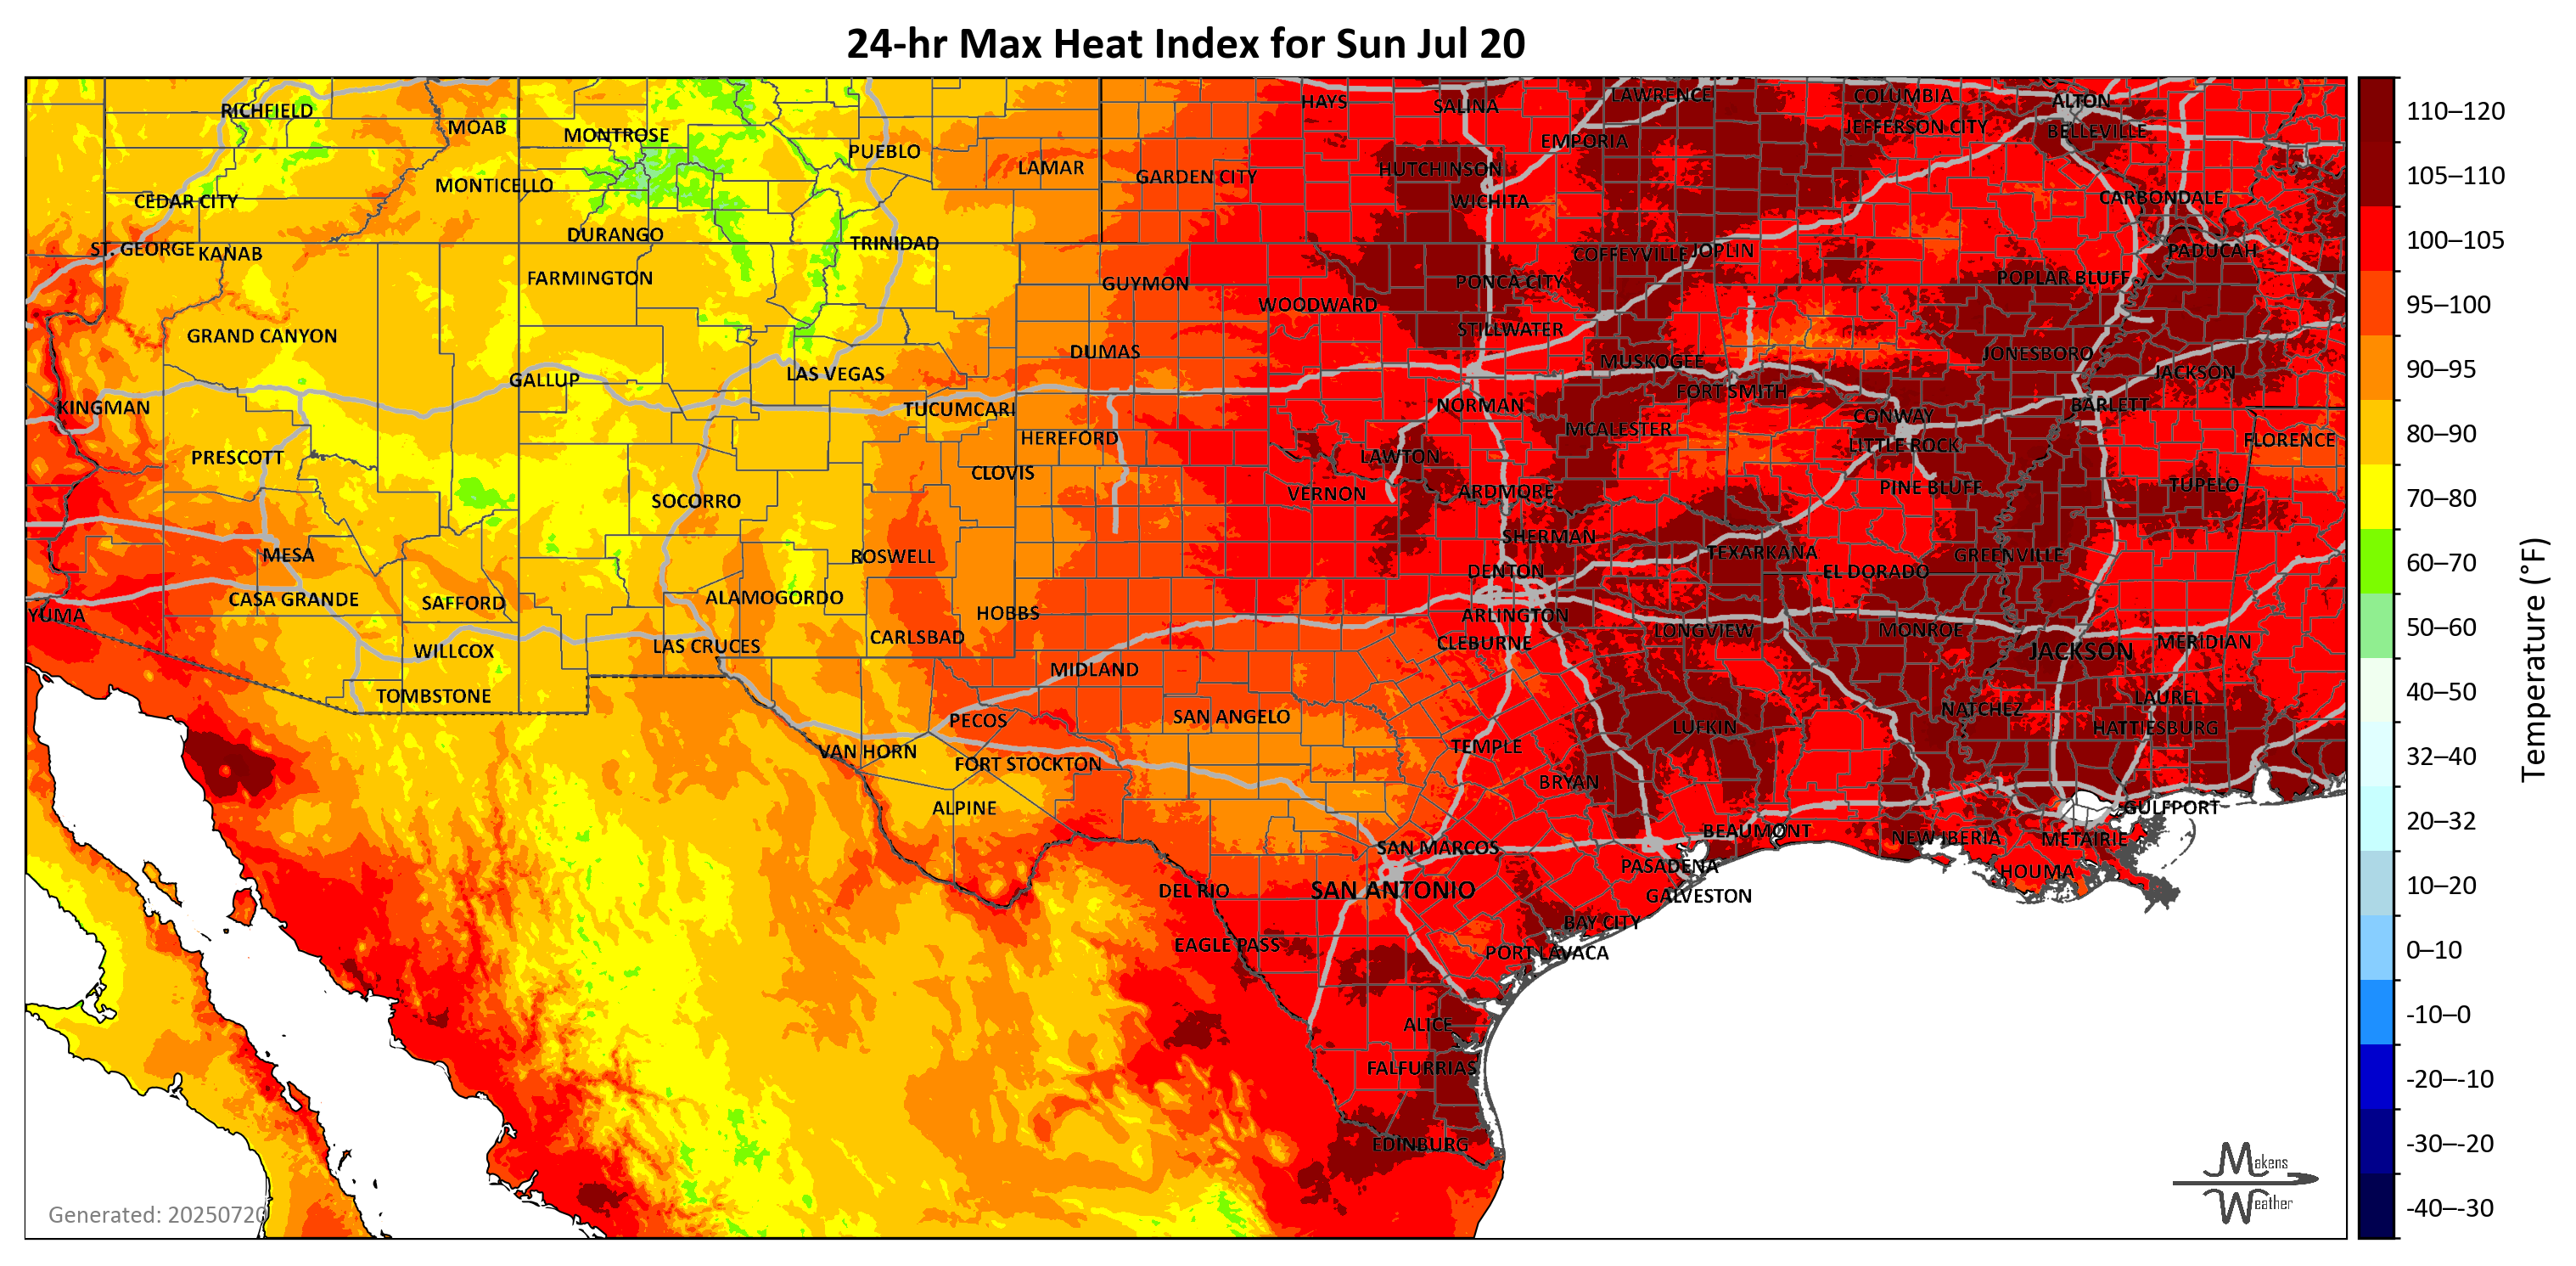 24-hr Max Heat Index for Sun Jul 20
RICHFIELD
MOAB
MONTROSE
PUEBLO
LAMAR
GARDEN CITY
HAYS
SALINA
LAWRENCE
COLUMBIA
ALTON
EMPORIA
JEFFERSON CITY
BELLEVILLE
HUTCHINSON
CEDAR CITY
MONTICELLO
WICHITA
CARBONDALE
ST. GEORGE
KANAB
DURANGO
TRINIDAD
COFFEYVILLE
JOPLIN
PADUCAH
FARMINGTON
GUYMON
PONCA CITY
POPLAR BLUFF
WOODWARD
GRAND CANYON
STILLWATER
DUMAS
MUSKOGEE
JONESBORO
GALLUP
LAS VEGAS
FORT SMITH
JACKSON
KINGMAN
TUCUMCARI
NORMAN
CONWAY
BARLETT
HEREFORD
MCALESTER
LITTLE ROCK
FLORENCE
PRESCOTT
CLOVIS
LAWTON
SOCORRO
VERNON
ARDMORE
PINE BLUFF
TUPELO
MESA
ROSWELL
SHERMAN
TEXARKANA
GREENVILLE
CASA GRANDE
SAFFORD
ALAMOGORDO
DENTON
EL DORADO
YUMA
HOBBS
ARLINGTON
WILLCOX
LAS CRUCES
CARLSBAD
CLEBURNE
LONGVIEW
MONROE
JACKSON
MERIDIAN
TOMBSTONE
MIDLAND
PECOS
SAN ANGELO
NATCHEZ
LAUREL
VAN HORN
FORT STOCKTON
TEMPLE
LUFKIN
HATTIESBURG
ALPINE
BRYAN
GULFPORT
SAN MARCOS
BEAUMONT
NEW IBERIA
METAIRIE
DEL RIO
SAN ANTONIO
PASADENA
GALVESTON
HOUMA
EAGLE PASS
BAY CITY
PORT LAVACA
ALICE
FALFURRIAS
EDINBURG
Generated: 20250720
Makens
Weather
110–120
105–110
100–105
95–100
90–95
80–90
70–80
60–70
50–60
40–50
32–40
20–32
10–20
0–10
-10–0
-20–-10
-30–-20
-40–-30
Temperature (°F)